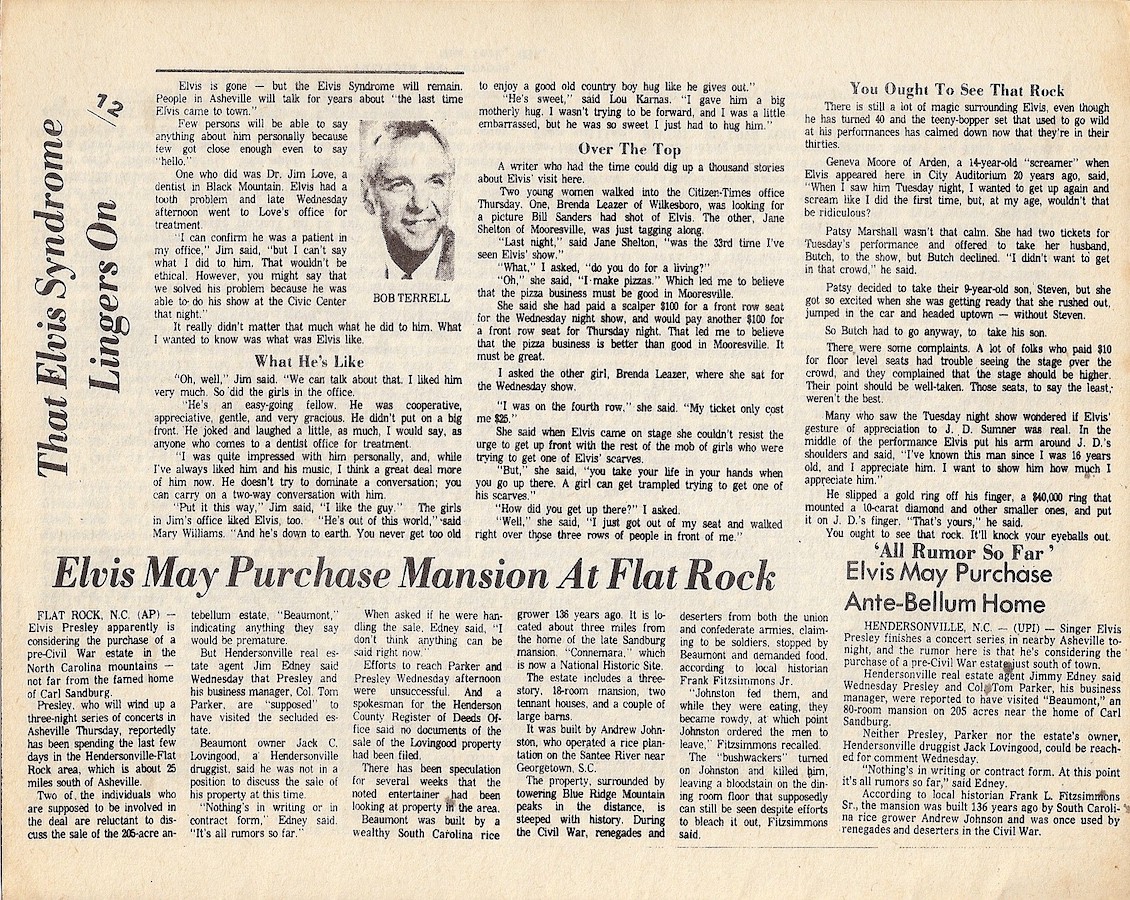 That Elvis Syndrome
Lingers On
12
Elvis is gone — but the Elvis Syndrome will remain.
People in Asheville will talk for years about "the last time
Elvis came to town."
Few persons will be able to say
anything about him personally because
few got close enough even to say
"hello."
One who did was Dr. Jim Love, a
dentist in Black Mountain. Elvis had a
tooth problem and late Wednesday
afternoon went to Love's office for
treatment.
"I can confirm he was a patient in
my office," Jim said, "but I can't say
what I did to him. That wouldn't be
ethical. However, you might say that
we solved his problem because he was
able to do his show at the Civic Center
that night."
BOB TERRELL
It really didn't matter that much what he did to him. What
I wanted to know was what was Elvis like.
What He's Like
"Oh, well," Jim said. "We can talk about that. I liked him
very much. So did the girls in the office.
"He's an easy-going fellow. He was cooperative,
appreciative, gentle, and very gracious. He didn't put on a big
front. He joked and laughed a little, as much, I would say, as
anyone who comes to a dentist office for treatment.
"I was quite impressed with him personally, and, while
I've always liked him and his music, I think a great deal more
of him now. He doesn't try to dominate a conversation; you
can carry on a two-way conversation with him.
"Put it this way," Jim said, "I like the guy." The girls
in Jim's office liked Elvis, too. "He's out of this world," said
Mary Williams. "And he's down to earth. You never get too old
to enjoy a good old country boy hug like he gives out."
"He's sweet," said Lou Karnas. "I gave him a big
motherly hug. I wasn't trying to be forward, and I was a little
embarrassed, but he was so sweet I just had to hug him."
Over The Top
A writer who had the time could dig up a thousand stories
about Elvis' visit here.
Two young women walked into the Citizen-Times office
Thursday. One, Brenda Leazer of Wilkesboro, was looking for
a picture Bill Sanders had shot of Elvis. The other, Jane
Shelton of Mooresville, was just tagging along.
"Last night," said Jane Shelton, "was the 33rd time I've
seen Elvis' show."
"What," I asked, "do you do for a living?"
"Oh," she said, "I make pizzas." Which led me to believe
that the pizza business must be good in Mooresville.
She said she had paid a scalper $100 for a front row seat
for the Wednesday night show, and would pay another $100 for
a front row seat for Thursday night. That led me to believe
that the pizza business is better than good in Mooresville. It
must be great.
I asked the other girl, Brenda Leazer, where she sat for
the Wednesday show.
"I was on the fourth row," she said. "My ticket only cost
me $25."
She said when Elvis came on stage she couldn't resist the
urge to get up front with the rest of the mob of girls who were
trying to get one of Elvis' scarves.
"But," she said, "you take your life in your hands when
you go up there. A girl can get trampled trying to get one of
his scarves."
"How did you get up there?" I asked.
"Well," she said, "I just got out of my seat and walked
right over those three rows of people in front of me."
You Ought To See That Rock
There is still a lot of magic surrounding Elvis, even though
he has turned 40 and the teeny-bopper set that used to go wild
at his performances has calmed down now that they're in their
thirties.
Geneva Moore of Arden, a 14-year-old "screamer" when
Elvis appeared here in City Auditorium 20 years ago, said,
"When I saw him Tuesday night, I wanted to get up again and
scream like I did the first time, but, at my age, wouldn't that
be ridiculous?
Patsy Marshall wasn't that calm. She had two tickets for
Tuesday's performance and offered to take her husband,
Butch, to the show, but Butch declined. "I didn't want to get
in that crowd," he said.
Patsy decided to take their 9-year-old son, Steven, but she
got so excited when she was getting ready that she rushed out,
jumped in the car and headed uptown — without Steven.
So Butch had to go anyway, to take his son.
There were some complaints. A lot of folks who paid $10
for floor level seats had trouble seeing the stage over the
crowd, and they complained that the stage should be higher.
Their point should be well-taken. Those seats, to say the least,
weren't the best.
Many who saw the Tuesday night show wondered if Elvis'
gesture of appreciation to J. D. Sumner was real. In the
middle of the performance Elvis put his arm around J. D.'s
shoulders and said, "I've known this man since I was 16 years
old, and I appreciate him. I want to show him how much I
appreciate him."
He slipped a gold ring off his finger, a $40,000 ring that
mounted a 10-carat diamond and other smaller ones, and put
it on J. D.'s finger. "That's yours," he said.
You ought to see that rock. It'll knock your eyeballs out.
Elvis May Purchase Mansion At Flat Rock
FLAT ROCK, N.C. (AP) —
Elvis Presley apparently is
considering the purchase of a
pre-Civil War estate in the
North Carolina mountains —
not far from the famed home
of Carl Sandburg.
Presley, who will wind up a
three-night series of concerts in
Asheville Thursday, reportedly
has been spending the last few
days in the Hendersonville-Flat
Rock area, which is about 25
miles south of Asheville.
Two of the individuals who
are supposed to be involved in
the deal are reluctant to dis-
cuss the sale of the 205-acre an-
tebellum estate, "Beaumont,"
indicating anything they say
would be premature.
But Hendersonville real es-
tate agent Jim Edney said
Wednesday that Presley and
his business manager, Col. Tom
Parker, are "supposed" to
have visited the secluded es-
tate.
Beaumont owner Jack C.
Lovingood, a Hendersonville
druggist, said he was not in a
position to discuss the sale of
his property at this time.
"Nothing's in writing or in
contract form," Edney said.
"It's all rumors so far."
When asked if he were han-
dling the sale, Edney said, "I
don't think anything can be
said right now."
Efforts to reach Parker and
Presley Wednesday afternoon
were unsuccessful. And a
spokesman for the Henderson
County Register of Deeds Of-
fice said no documents of the
sale of the Lovingood property
had been filed.
There has been speculation
for several weeks that the
noted entertainer had been
looking at property in the area.
Beaumont was built by a
wealthy South Carolina rice
grower 136 years ago. It is lo-
cated about three miles from
the home of the late Sandburg
mansion, "Connemara," which
is now a National Historic Site.
The estate includes a three-
story, 18-room mansion, two
tennant houses, and a couple of
large barns.
It was built by Andrew John-
ston, who operated a rice plan-
tation on the Santee River near
Georgetown, S.C.
The property, surrounded by
towering Blue Ridge Mountain
peaks in the distance, is
steeped with history. During
the Civil War, renegades and
deserters from both the union
and confederate armies, claim-
ing to be soldiers, stopped by
Beaumont and demanded food,
according to local historian
Frank Fitzsimmons Jr.
"Johnston fed them, and
while they were eating, they
became rowdy, at which point
Johnston ordered the men to
leave," Fitzsimmons recalled.
The "bushwackers" turned
on Johnston and killed him,
leaving a bloodstain on the din-
ing room floor that supposedly
can still be seen despite efforts
to bleach it out, Fitzsimmons
said.
'All Rumor So Far'
Elvis May Purchase
Ante-Bellum Home
HENDERSONVILLE, N.C. — (UPI) — Singer Elvis
Presley finishes a concert series in nearby Asheville to-
night, and the rumor here is that he's considering the
purchase of a pre-Civil War estate just south of town.
Hendersonville real estate agent Jimmy Edney said
Wednesday Presley and Col. Tom Parker, his business
manager, were reported to have visited "Beaumont," an
80-room mansion on 205 acres near the home of Carl
Sandburg.
Neither Presley, Parker nor the estate's owner,
Hendersonville druggist Jack Lovingood, could be reach-
ed for comment Wednesday.
"Nothing's in writing or contract form. At this point
it's all rumors so far," said Edney.
According to local historian Frank L. Fitzsimmons
Sr., the mansion was built 136 years ago by South Caroli-
na rice grower Andrew Johnson and was once used by
renegades and deserters in the Civil War.